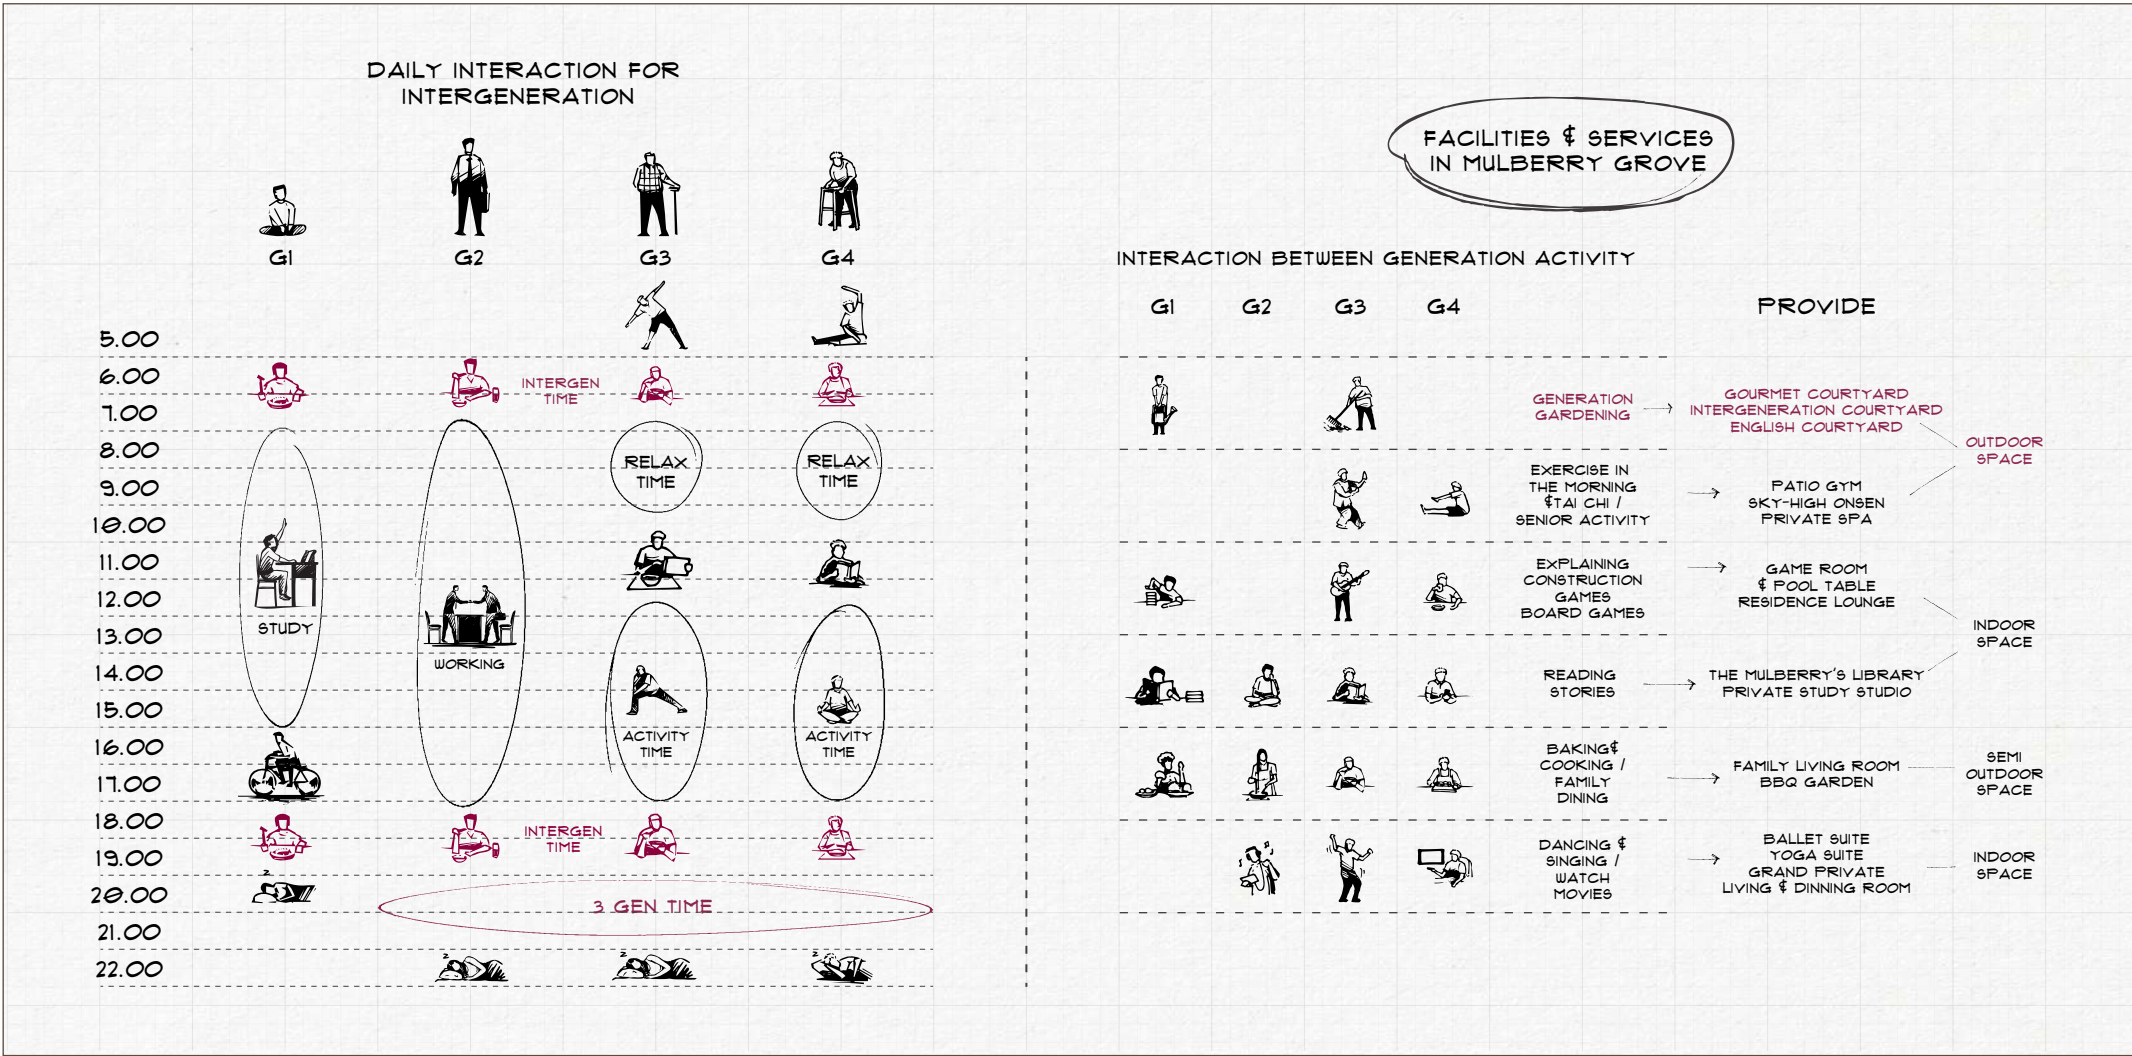 DAILY INTERACTION FOR
INTERGENERATION
G1
G2
G3
G4
5.00
6.00
7.00
8.00
9.00
10.00
11.00
12.00
13.00
14.00
15.00
16.00
17.00
18.00
19.00
20.00
21.00
22.00
INTERGEN
TIME
RELAX
TIME
RELAX
TIME
STUDY
WORKING
ACTIVITY
TIME
ACTIVITY
TIME
INTERGEN
TIME
Z
3 GEN TIME
Z
Z
Z
FACILITIES & SERVICES
IN MULBERRY GROVE
INTERACTION BETWEEN GENERATION ACTIVITY
G1
G2
G3
G4
PROVIDE
GENERATION
GARDENING
GOURMET COURTYARD
INTERGENERATION COURTYARD
ENGLISH COURTYARD
OUTDOOR
SPACE
EXERCISE IN
THE MORNING
&TAI CHI /
SENIOR ACTIVITY
PATIO GYM
SKY-HIGH ONSEN
PRIVATE SPA
EXPLAINING
CONSTRUCTION
GAMES
BOARD GAMES
GAME ROOM
& POOL TABLE
RESIDENCE LOUNGE
INDOOR
SPACE
READING
STORIES
THE MULBERRY'S LIBRARY
PRIVATE STUDY STUDIO
BAKING&
COOKING /
FAMILY
DINING
FAMILY LIVING ROOM
BBQ GARDEN
SEMI
OUTDOOR
SPACE
DANCING &
SINGING /
WATCH
MOVIES
BALLET SUITE
YOGA SUITE
GRAND PRIVATE
LIVING & DINNING ROOM
INDOOR
SPACE